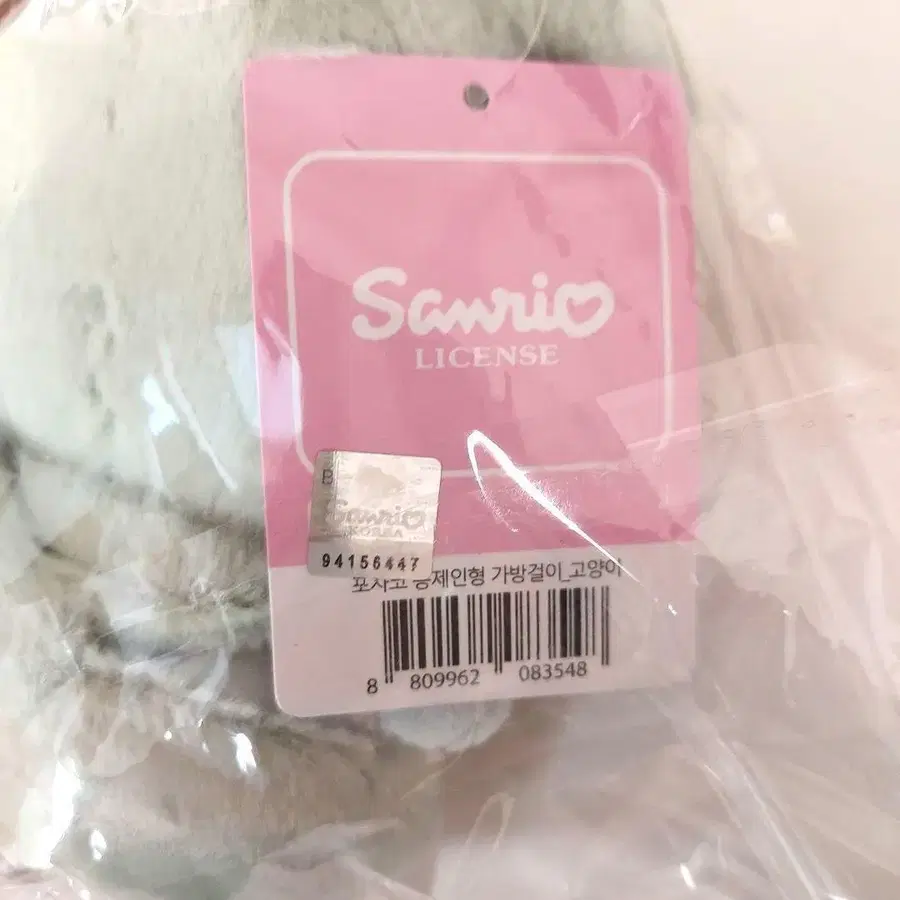 Sanrio
LICENSE
B
Sanrio
KOREA
94156447
포차코 봉제인형 가방걸이_고양이
8 809962 083548